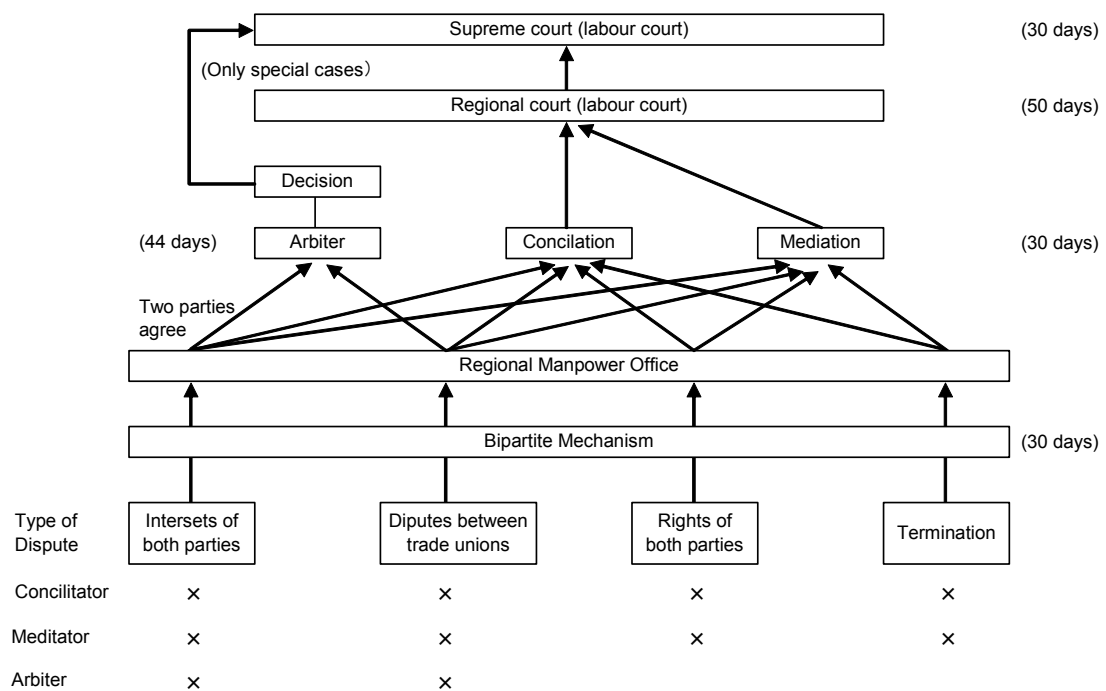 Supreme court (labour court)
(30 days)
(Only special cases）
Regional court (labour court)
(50 days)
Decision
(44 days)
Arbiter
Concilation
Mediation
(30 days)
Two parties
agree
Regional Manpower Office
Bipartite Mechanism
(30 days)
Type of
Dispute
Intersets of
both parties
Diputes between
trade unions
Rights of
both parties
Termination
Concilitator × × × ×
Meditator × × × ×
Arbiter × ×